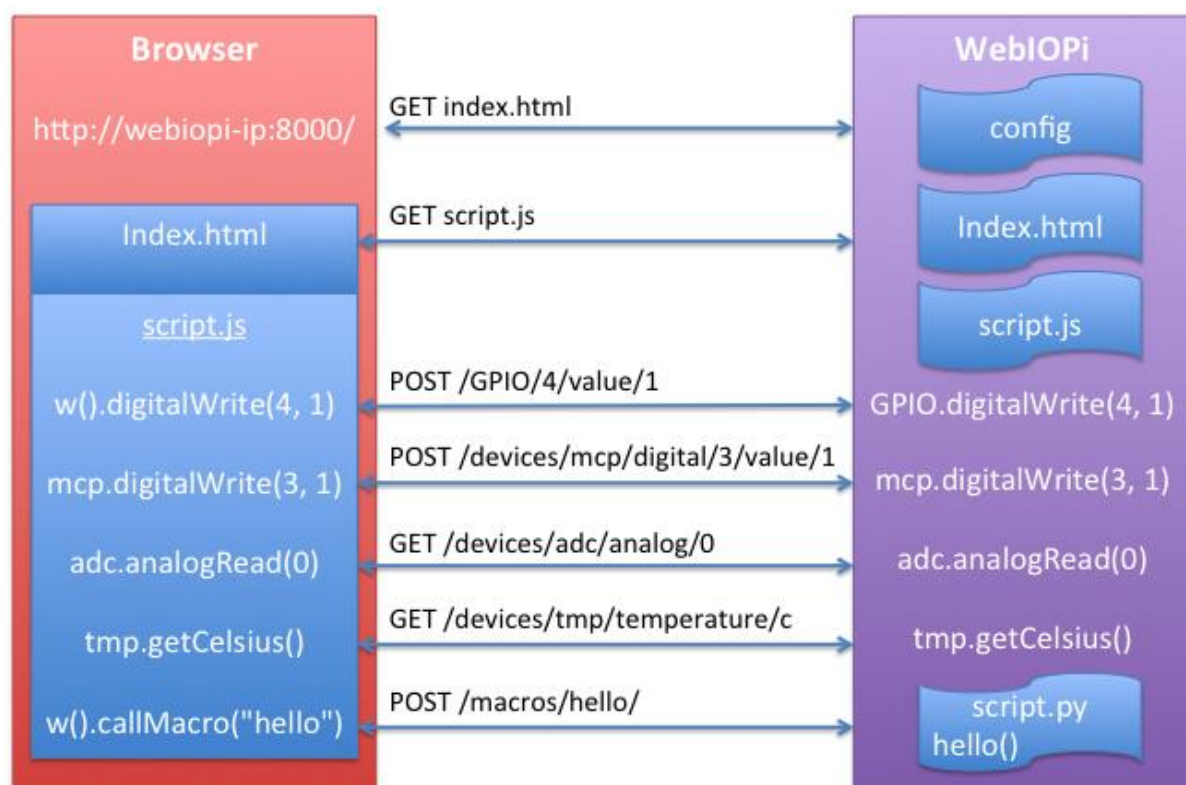 Browser
WebIOPi
http://webiopi-ip:8000/
GET index.html
config
Index.html
GET script.js
Index.html
script.js
script.js
w().digitalWrite(4, 1)
POST /GPIO/4/value/1
GPIO.digitalWrite(4, 1)
mcp.digitalWrite(3, 1)
POST /devices/mcp/digital/3/value/1
mcp.digitalWrite(3, 1)
adc.analogRead(0)
GET /devices/adc/analog/0
adc.analogRead(0)
tmp.getCelsius()
GET /devices/tmp/temperature/c
tmp.getCelsius()
w().callMacro("hello")
POST /macros/hello/
script.py
hello()